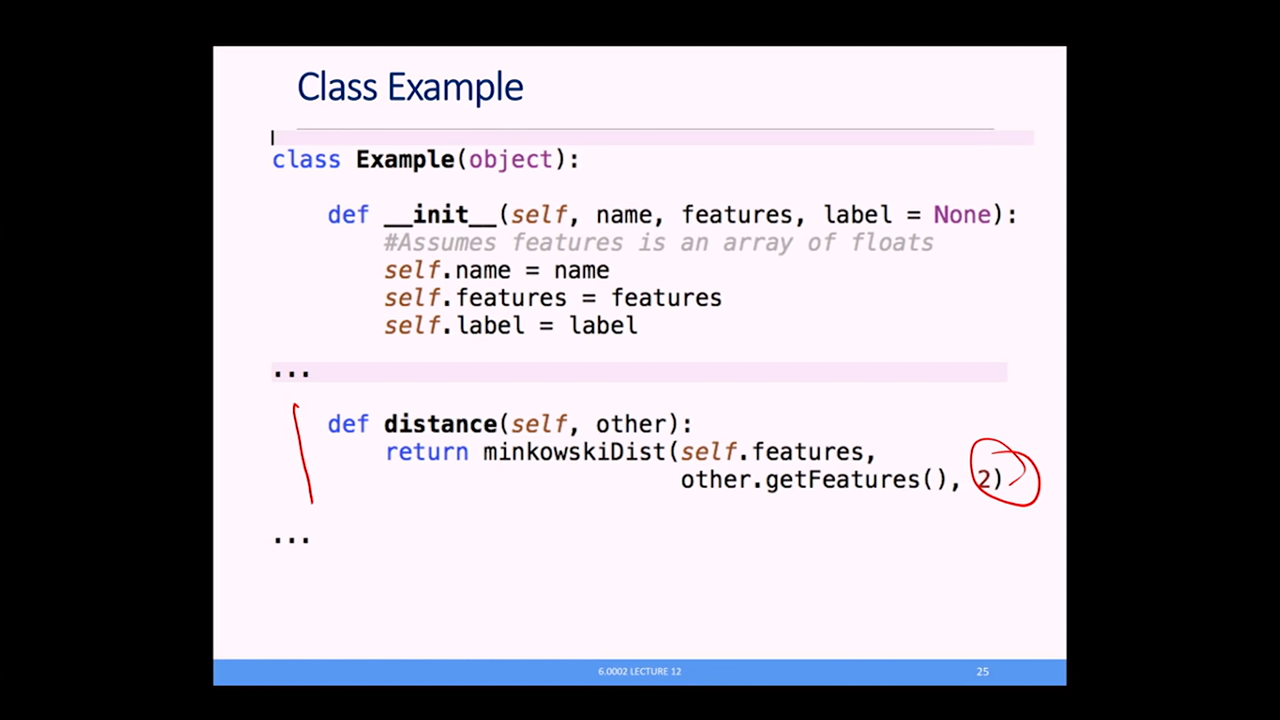 Class Example
class Example(object):
def __init__(self, name, features, label = None):
#Assumes features is an array of floats
self.name = name
self.features = features
self.label = label
...
def distance(self, other):
return minkowskiDist(self.features,
other.getFeatures(), 2)
...
6.0002 LECTURE 12
25